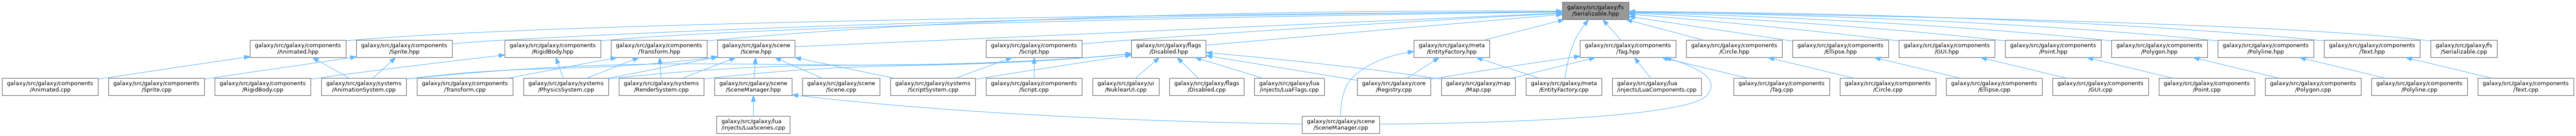 galaxy/src/galaxy/fs
/Serializable.hpp
galaxy/src/galaxy/components
/Animated.hpp
galaxy/src/galaxy/components
/Sprite.hpp
galaxy/src/galaxy/components
/RigidBody.hpp
galaxy/src/galaxy/components
/Transform.hpp
galaxy/src/galaxy/scene
/Scene.hpp
galaxy/src/galaxy/components
/Script.hpp
galaxy/src/galaxy/flags
/Disabled.hpp
galaxy/src/galaxy/meta
/EntityFactory.hpp
galaxy/src/galaxy/components
/Tag.hpp
galaxy/src/galaxy/components
/Circle.hpp
galaxy/src/galaxy/components
/Ellipse.hpp
galaxy/src/galaxy/components
/GUI.hpp
galaxy/src/galaxy/components
/Point.hpp
galaxy/src/galaxy/components
/Polygon.hpp
galaxy/src/galaxy/components
/Polyline.hpp
galaxy/src/galaxy/components
/Text.hpp
galaxy/src/galaxy/fs
/Serializable.cpp
galaxy/src/galaxy/components
/Animated.cpp
galaxy/src/galaxy/components
/Sprite.cpp
galaxy/src/galaxy/components
/RigidBody.cpp
galaxy/src/galaxy/systems
/AnimationSystem.cpp
galaxy/src/galaxy/components
/Transform.cpp
galaxy/src/galaxy/systems
/PhysicsSystem.cpp
galaxy/src/galaxy/systems
/RenderSystem.cpp
galaxy/src/galaxy/scene
/SceneManager.hpp
galaxy/src/galaxy/scene
/Scene.cpp
galaxy/src/galaxy/systems
/ScriptSystem.cpp
galaxy/src/galaxy/components
/Script.cpp
galaxy/src/galaxy/ui
/NuklearUI.cpp
galaxy/src/galaxy/flags
/Disabled.cpp
galaxy/src/galaxy/lua
/injects/LuaFlags.cpp
galaxy/src/galaxy/core
/Registry.cpp
galaxy/src/galaxy/map
/Map.cpp
galaxy/src/galaxy/meta
/EntityFactory.cpp
galaxy/src/galaxy/lua
/injects/LuaComponents.cpp
galaxy/src/galaxy/components
/Tag.cpp
galaxy/src/galaxy/components
/Circle.cpp
galaxy/src/galaxy/components
/Ellipse.cpp
galaxy/src/galaxy/components
/GUI.cpp
galaxy/src/galaxy/components
/Point.cpp
galaxy/src/galaxy/components
/Polygon.cpp
galaxy/src/galaxy/components
/Polyline.cpp
galaxy/src/galaxy/components
/Text.cpp
galaxy/src/galaxy/lua
/injects/LuaScenes.cpp
galaxy/src/galaxy/scene
/SceneManager.cpp